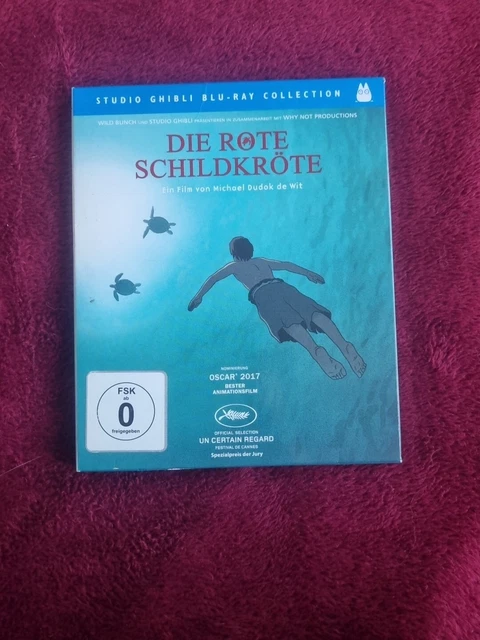 STUDIO GHIBLI BLU-RAY COLLECTION
WILD BUNCH UND STUDIO GHIBLI PRÄSENTIEREN IN ZUSAMMENARBEIT MIT WHY NOT PRODUCTIONS
DIE ROTE
SCHILDKRÖTE
Ein Film von Michael Dudok de Wit
NOMINIERUNG
OSCAR® 2017
BESTER
ANIMATIONSFILM
FSK
ab
0
freigegeben
OFFICIAL SELECTION
UN CERTAIN REGARD
FESTIVAL DE CANNES
Spezialpreis der Jury